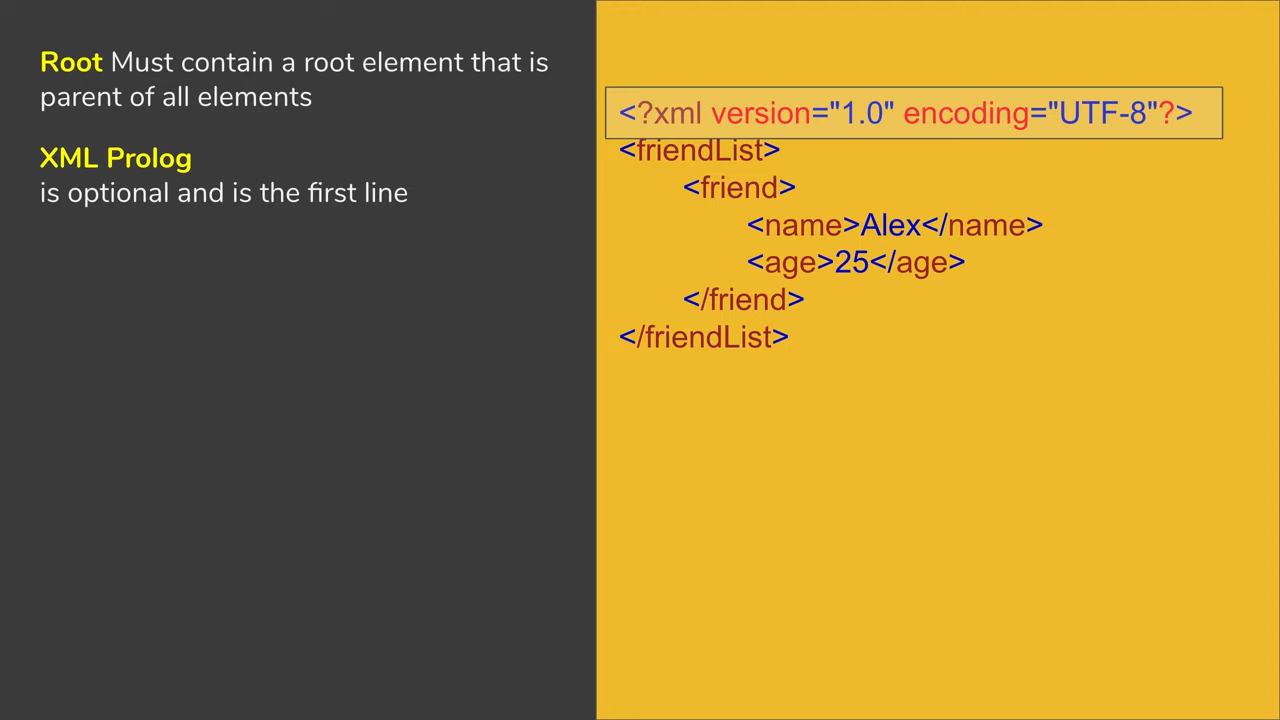 Root Must contain a root element that is
parent of all elements
XML Prolog
is optional and is the first line
<?xml version="1.0" encoding="UTF-8"?>
<friendList>
<friend>
<name>Alex</name>
<age>25</age>
</friend>
</friendList>